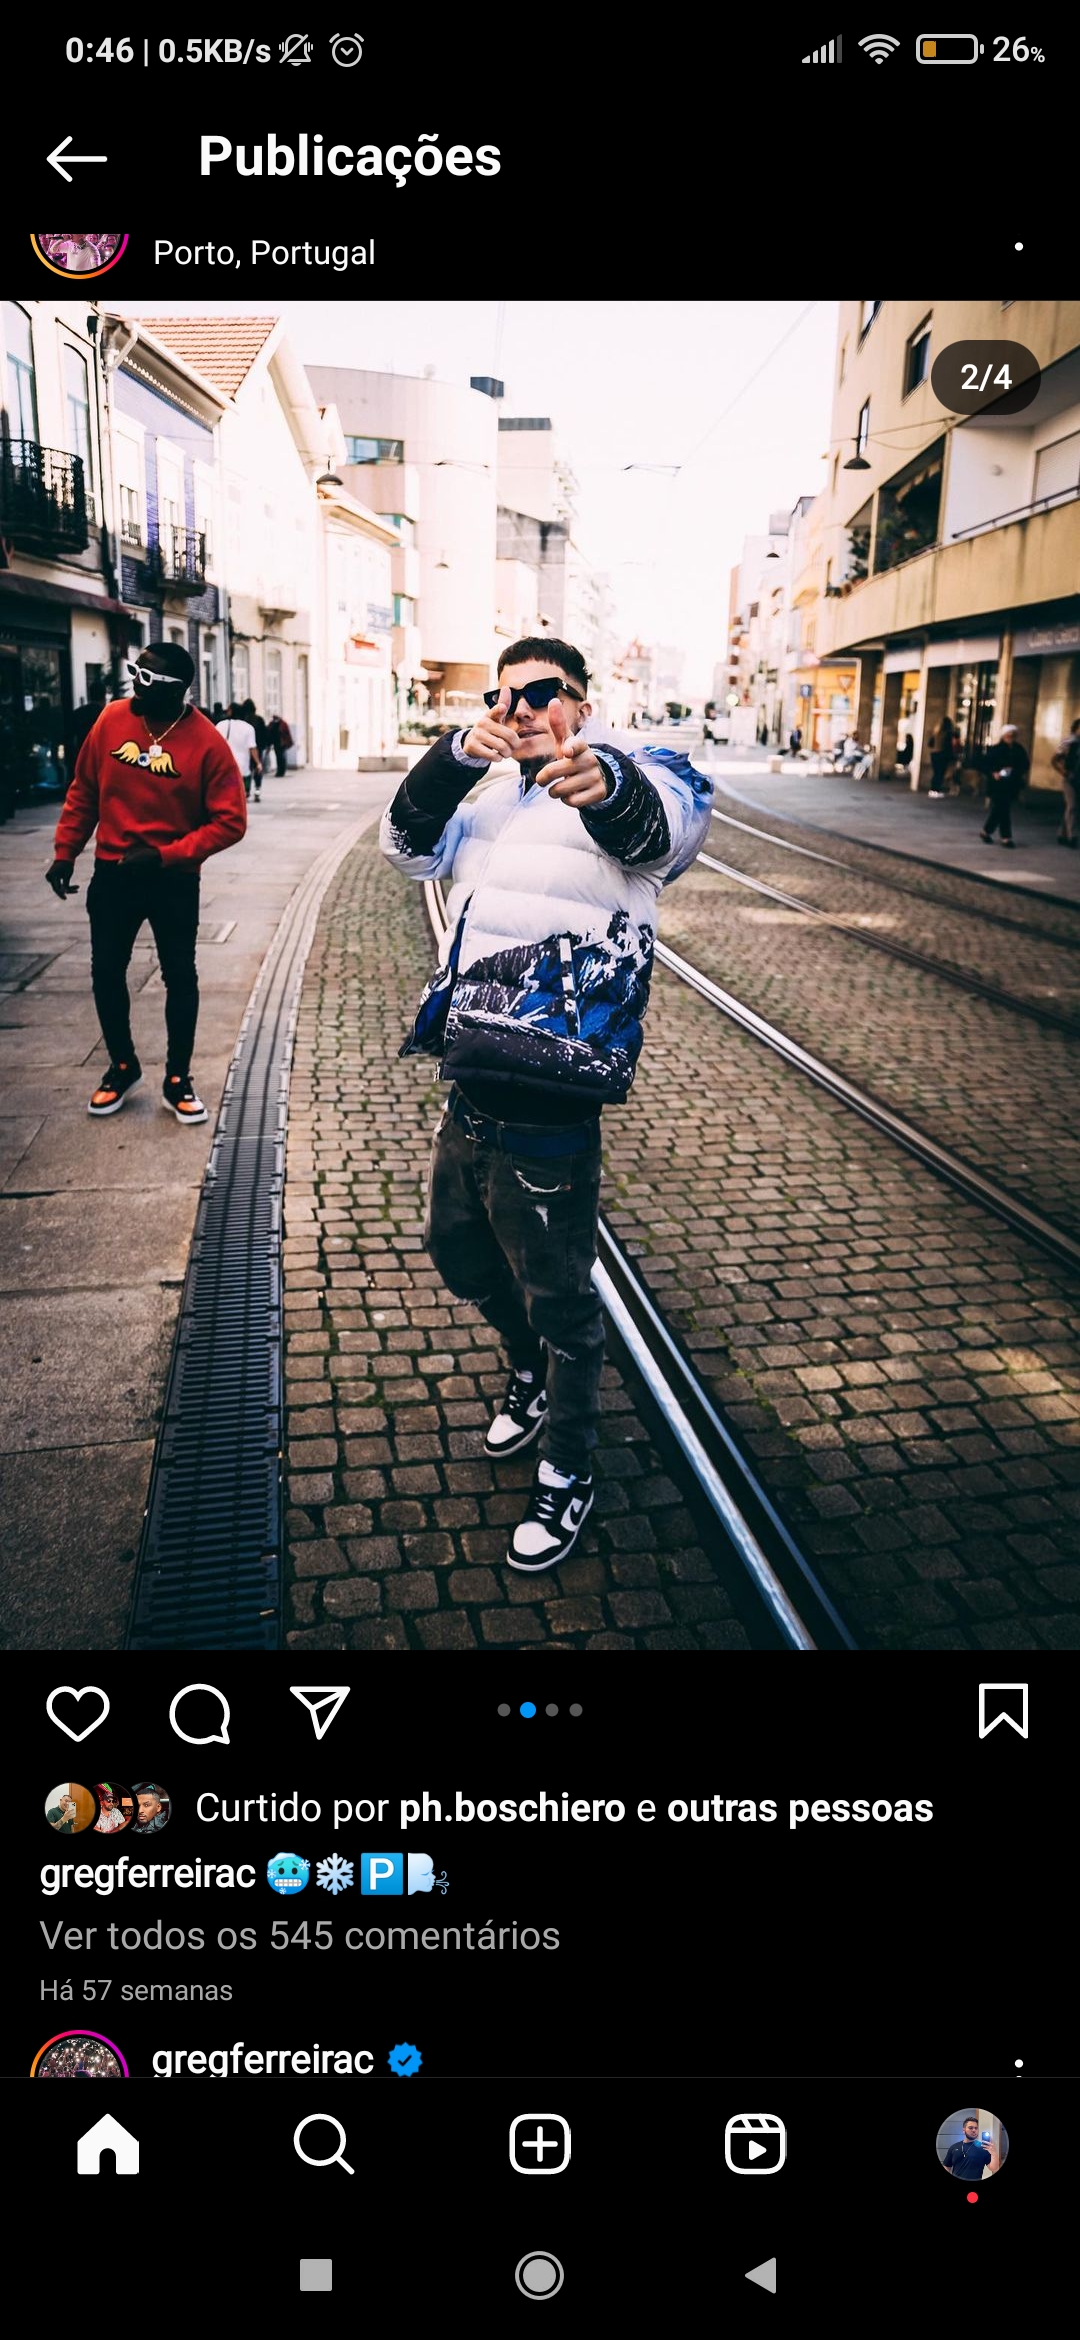 0:46 | 0.5KB/s 26%
Publicações
Porto, Portugal
2/4
Curtido por ph.boschiero e outras pessoas
gregferreirac 🥶❄️🅿️🌬️
Ver todos os 545 comentários
Há 57 semanas
gregferreirac